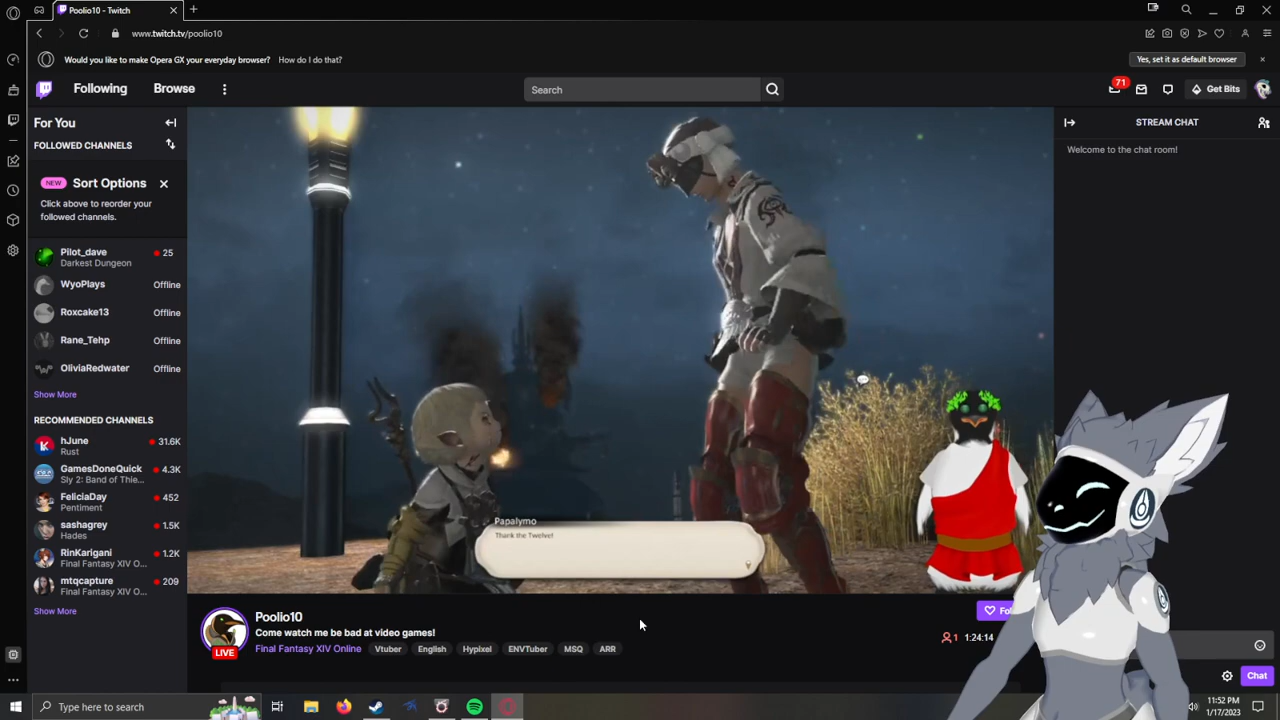 Poolio10 - Twitch
www.twitch.tv/poolio10
Would you like to make Opera GX your everyday browser? How do I do that?
Yes, set it as default browser
Following
Browse
Search
71
Get Bits
For You
FOLLOWED CHANNELS
NEW Sort Options
Click above to reorder your
followed channels.
Pilot_dave 25
Darkest Dungeon
WyoPlays Offline
Roxcake13 Offline
Rane_Tehp Offline
OliviaRedwater Offline
Show More
RECOMMENDED CHANNELS
hJune 31.6K
Rust
GamesDoneQuick 4.3K
Sly 2: Band of Thie...
FeliciaDay 452
Pentiment
sashagrey 1.5K
Hades
RinKarigani 1.2K
Final Fantasy XIV O...
mtqcapture 209
Final Fantasy XIV O...
Show More
Papalymo
Thank the Twelve!
STREAM CHAT
Welcome to the chat room!
LIVE
Poolio10
Come watch me be bad at video games!
Final Fantasy XIV Online Vtuber English Hypixel ENVTuber MSQ ARR
Fol
1 1:24:14
Chat
Type here to search
11:52 PM
1/17/2023